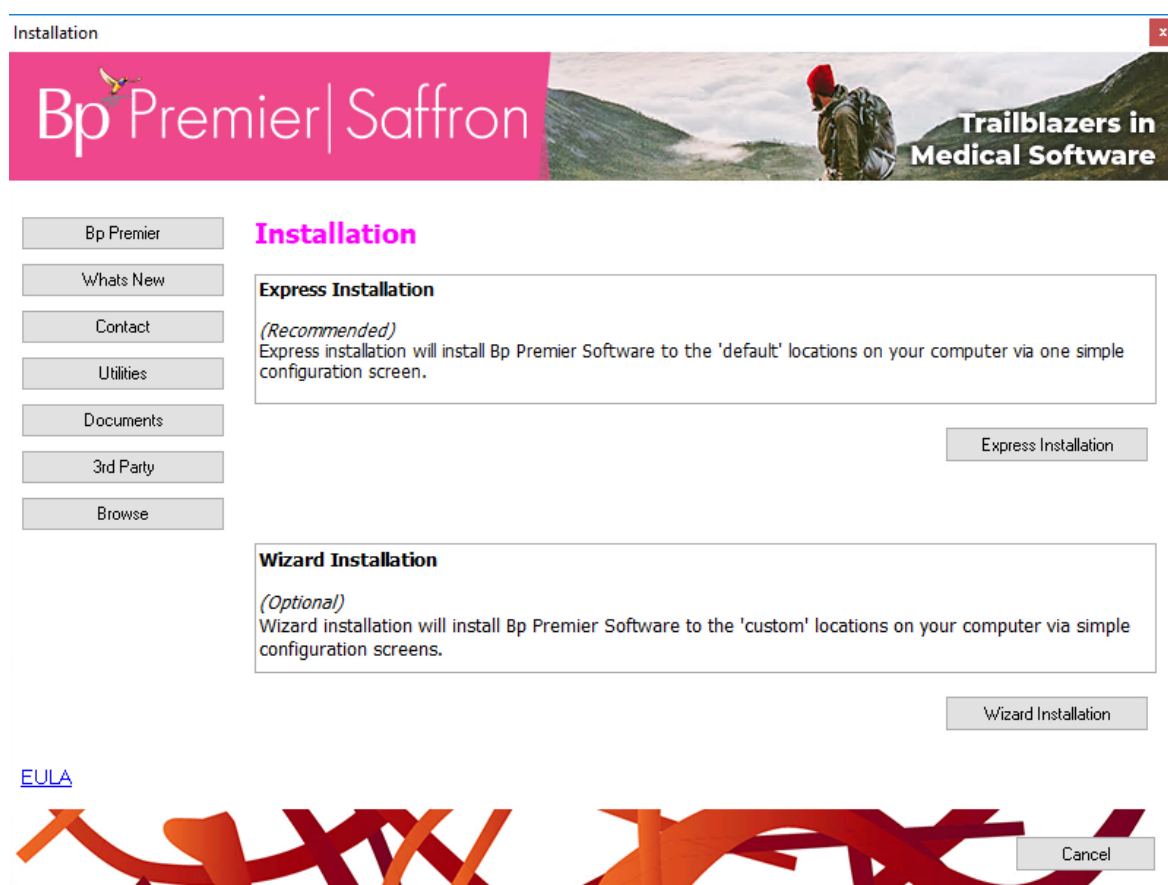 Installation
x
Bp Premier | Saffron
Trailblazers in
Medical Software
Bp Premier
Whats New
Contact
Utilities
Documents
3rd Party
Browse
Installation
Express Installation
(Recommended)
Express installation will install Bp Premier Software to the 'default' locations on your computer via one simple
configuration screen.
Express Installation
Wizard Installation
(Optional)
Wizard installation will install Bp Premier Software to the 'custom' locations on your computer via simple
configuration screens.
Wizard Installation
EULA
Cancel